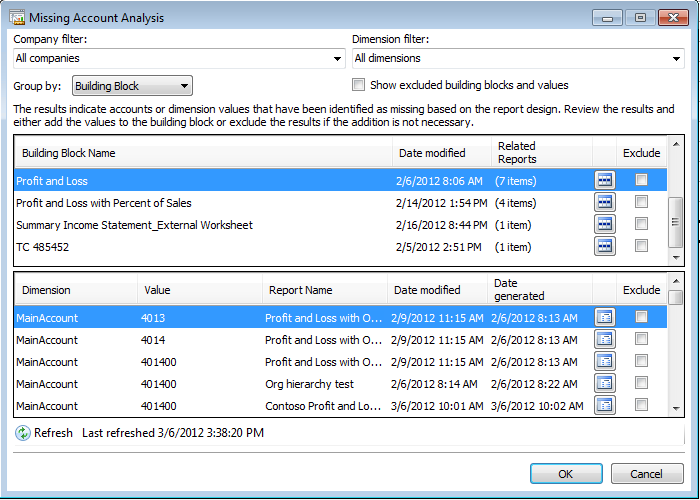 Missing Account Analysis
Company filter: Dimension filter:
All companies All dimensions
Group by: Building Block Show excluded building blocks and values
The results indicate accounts or dimension values that have been identified as missing based on the report design. Review the results and
either add the values to the building block or exclude the results if the addition is not necessary.
Building Block Name Date modified Related Reports Exclude
Profit and Loss 2/6/2012 8:06 AM (7 items)
Profit and Loss with Percent of Sales 2/14/2012 1:54 PM (4 items)
Summary Income Statement_External Worksheet 2/16/2012 8:44 PM (1 item)
TC 485452 2/5/2012 2:51 PM (1 item)
Dimension Value Report Name Date modified Date generated Exclude
MainAccount 4013 Profit and Loss with O... 2/9/2012 11:15 AM 2/6/2012 8:13 AM
MainAccount 4014 Profit and Loss with O... 2/9/2012 11:15 AM 2/6/2012 8:13 AM
MainAccount 401400 Profit and Loss with O... 2/9/2012 11:15 AM 2/6/2012 8:13 AM
MainAccount 401400 Org hierarchy test 2/6/2012 8:14 AM 2/6/2012 8:22 AM
MainAccount 401400 Contoso Profit and Lo... 3/6/2012 10:01 AM 3/6/2012 10:02 AM
Refresh Last refreshed 3/6/2012 3:38:20 PM
OK Cancel